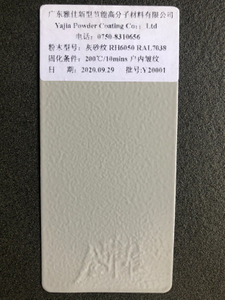 广东雅佳新型节能高分子材料有限公司
Yajia Powder Coating Co., Ltd
电话：0750-8310656
粉末型号：灰砂纹 RH6050 RAL7038
固化条件：200℃/10mins 户内皱纹
日 期：2020.09.29 批号:Y20001